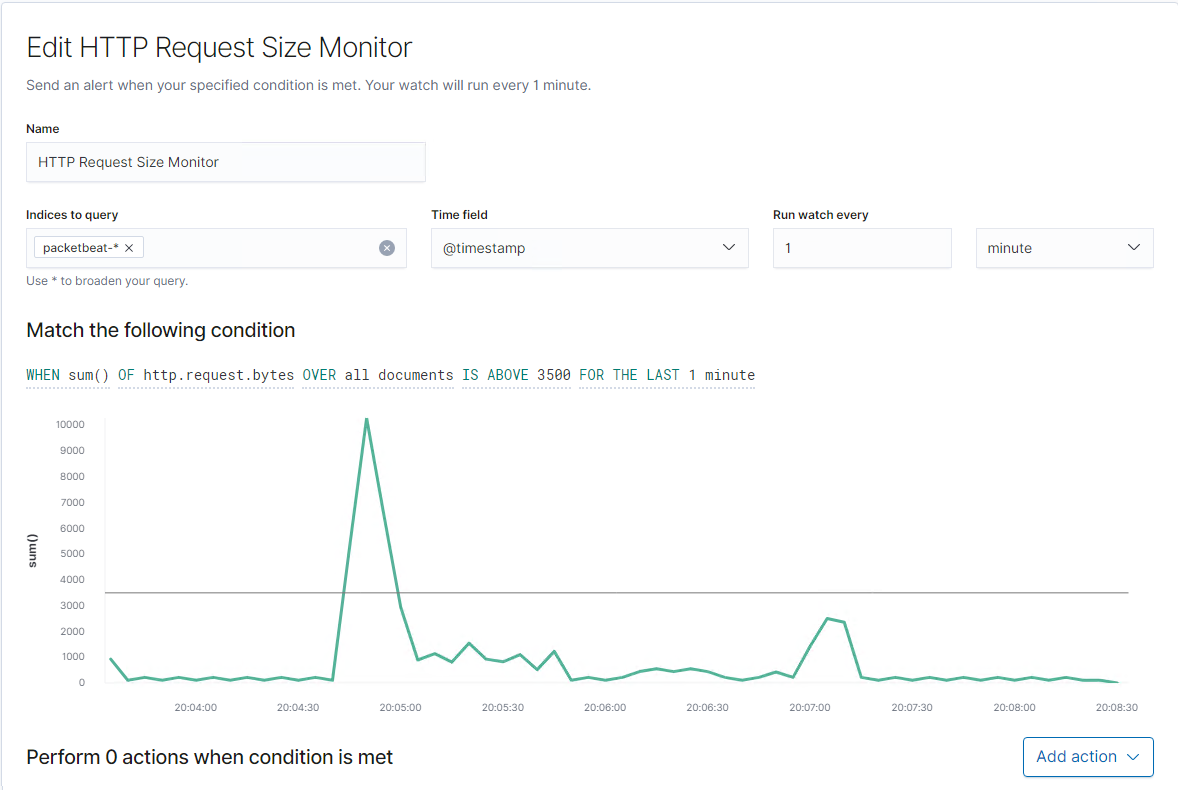 Edit HTTP Request Size Monitor
Send an alert when your specified condition is met. Your watch will run every 1 minute.
Name
HTTP Request Size Monitor
Indices to query
Time field
Run watch every
packetbeat-* ×
@timestamp
1
minute
Use * to broaden your query.
Match the following condition
WHEN sum() OF http.request.bytes OVER all documents IS ABOVE 3500 FOR THE LAST 1 minute
10000
9000
8000
7000
6000
5000
4000
3000
2000
1000
0
sum()
20:04:00 20:04:30 20:05:00 20:05:30 20:06:00 20:06:30 20:07:00 20:07:30 20:08:00 20:08:30
Perform 0 actions when condition is met
Add action